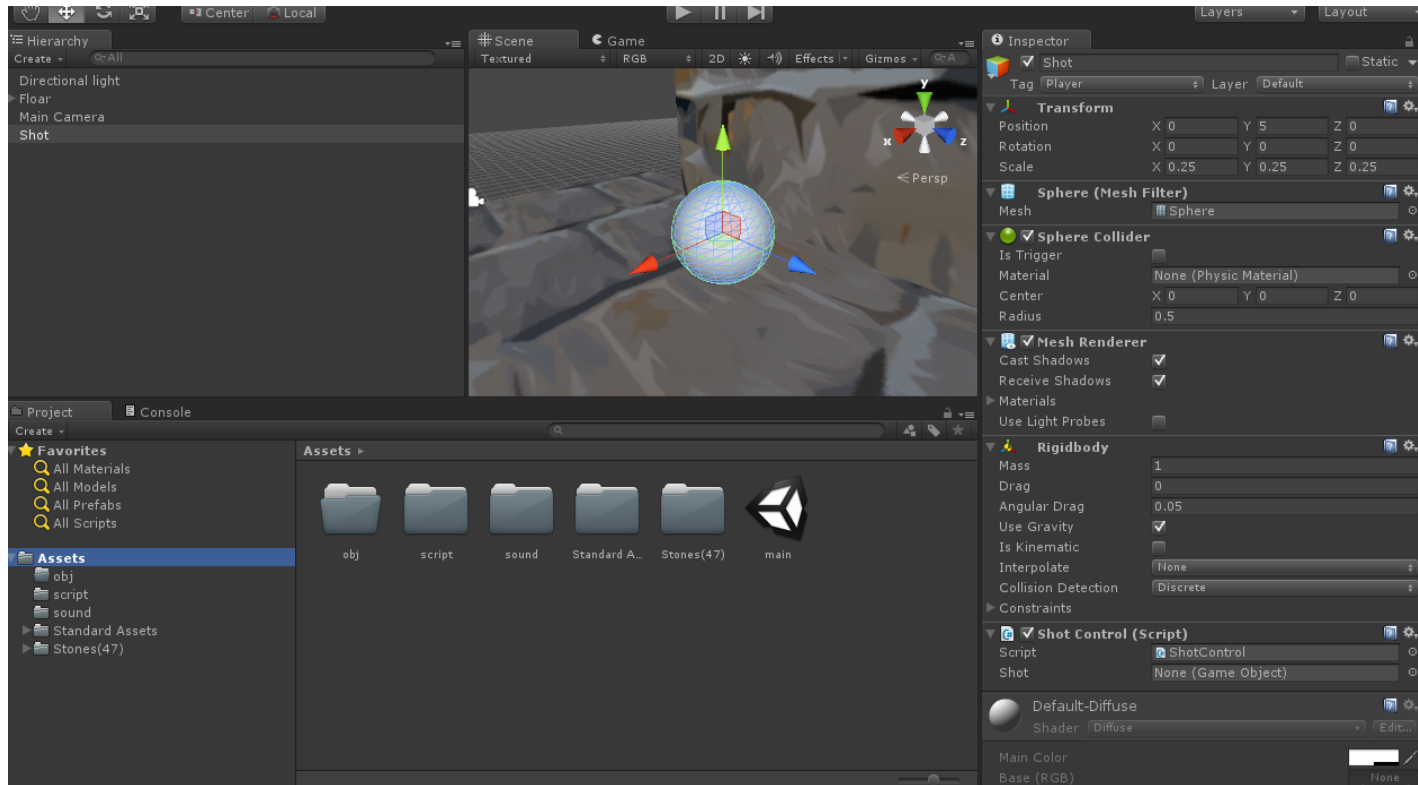 Center Local
Layers Layout
Hierarchy
Create All
Directional light
Floar
Main Camera
Shot
Scene Game
Textured RGB 2D Effects Gizmos A
y
x z
Persp
Inspector
Shot Static
Tag Player Layer Default
Transform
Position X 0 Y 5 Z 0
Rotation X 0 Y 0 Z 0
Scale X 0.25 Y 0.25 Z 0.25
Sphere (Mesh Filter)
Mesh Sphere
Sphere Collider
Is Trigger
Material None (Physic Material)
Center X 0 Y 0 Z 0
Radius 0.5
Mesh Renderer
Cast Shadows
Receive Shadows
Materials
Use Light Probes
Rigidbody
Mass 1
Drag 0
Angular Drag 0.05
Use Gravity
Is Kinematic
Interpolate None
Collision Detection Discrete
Constraints
Shot Control (Script)
Script ShotControl
Shot None (Game Object)
Default-Diffuse
Shader Diffuse Edit...
Main Color
Base (RGB) None
Project Console
Create
Favorites
All Materials
All Models
All Prefabs
All Scripts
Assets
obj
script
sound
Standard Assets
Stones(47)
Assets
obj script sound Standard A... Stones(47) main